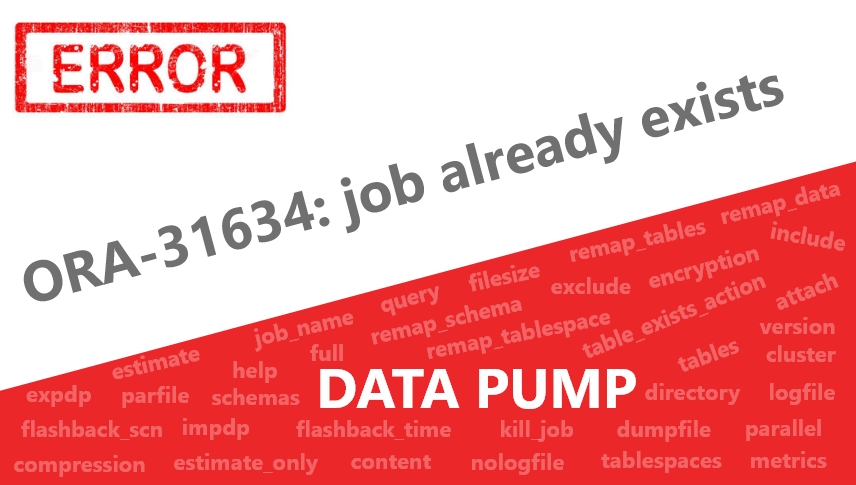 ERROR
ORA-31634: job already exists
remap_data
remap_tables
include
query
filesize
exclude
encryption
attach
job_name
remap_schema
remap_tablespace
table_exists_action
version
estimate
full
tables
cluster
help
expdp
parfile
schemas
DATA PUMP
directory
logfile
flashback_scn
impdp
flashback_time
kill_job
dumpfile
parallel
compression
estimate_only
content
nologfile
tablespaces
metrics